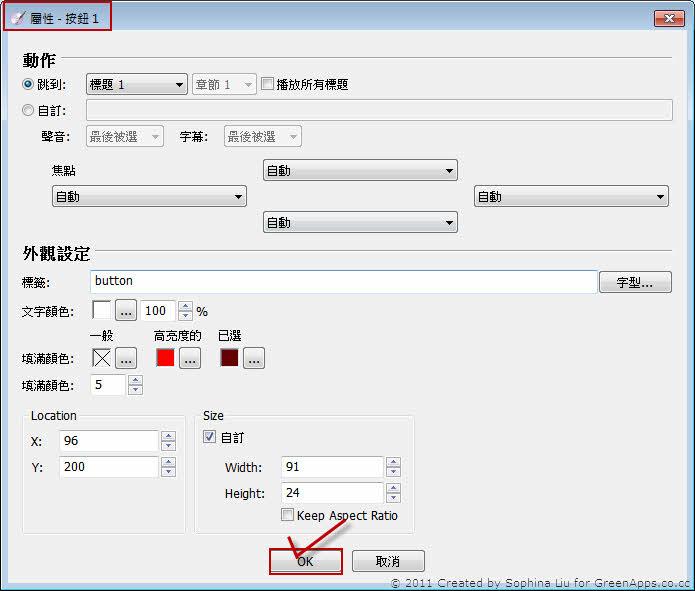 屬性 - 按鈕 1
動作
跳到: 標題 1 章節 1 播放所有標題
自訂:
聲音: 最後被選 字幕: 最後被選
焦點 自動
自動 自動
自動
外觀設定
標籤: button 字型...
文字顏色: ... 100 %
一般 高亮度的 已選
填滿顏色: ... ... ...
填滿顏色: 5
Location Size
X: 96 自訂
Y: 200 Width: 91
Height: 24
Keep Aspect Ratio
OK 取消
© 2011 Created by Sophina Liu for GreenApps.co.cc